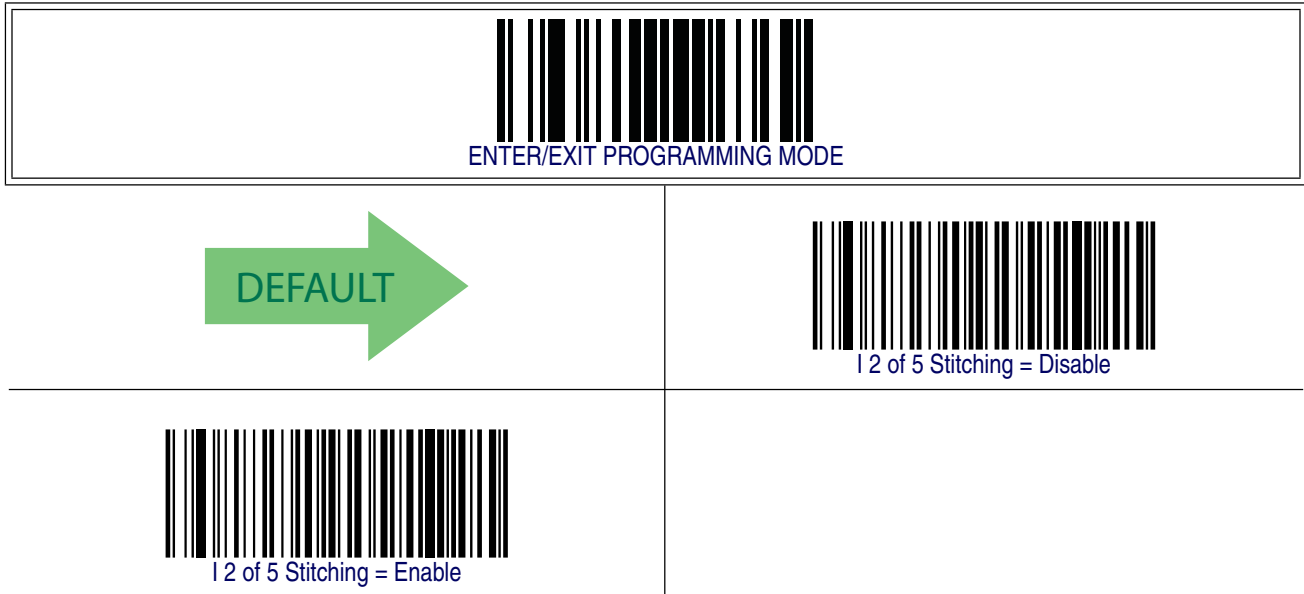 ENTER/EXIT PROGRAMMING MODE
DEFAULT
I 2 of 5 Stitching = Disable
I 2 of 5 Stitching = Enable